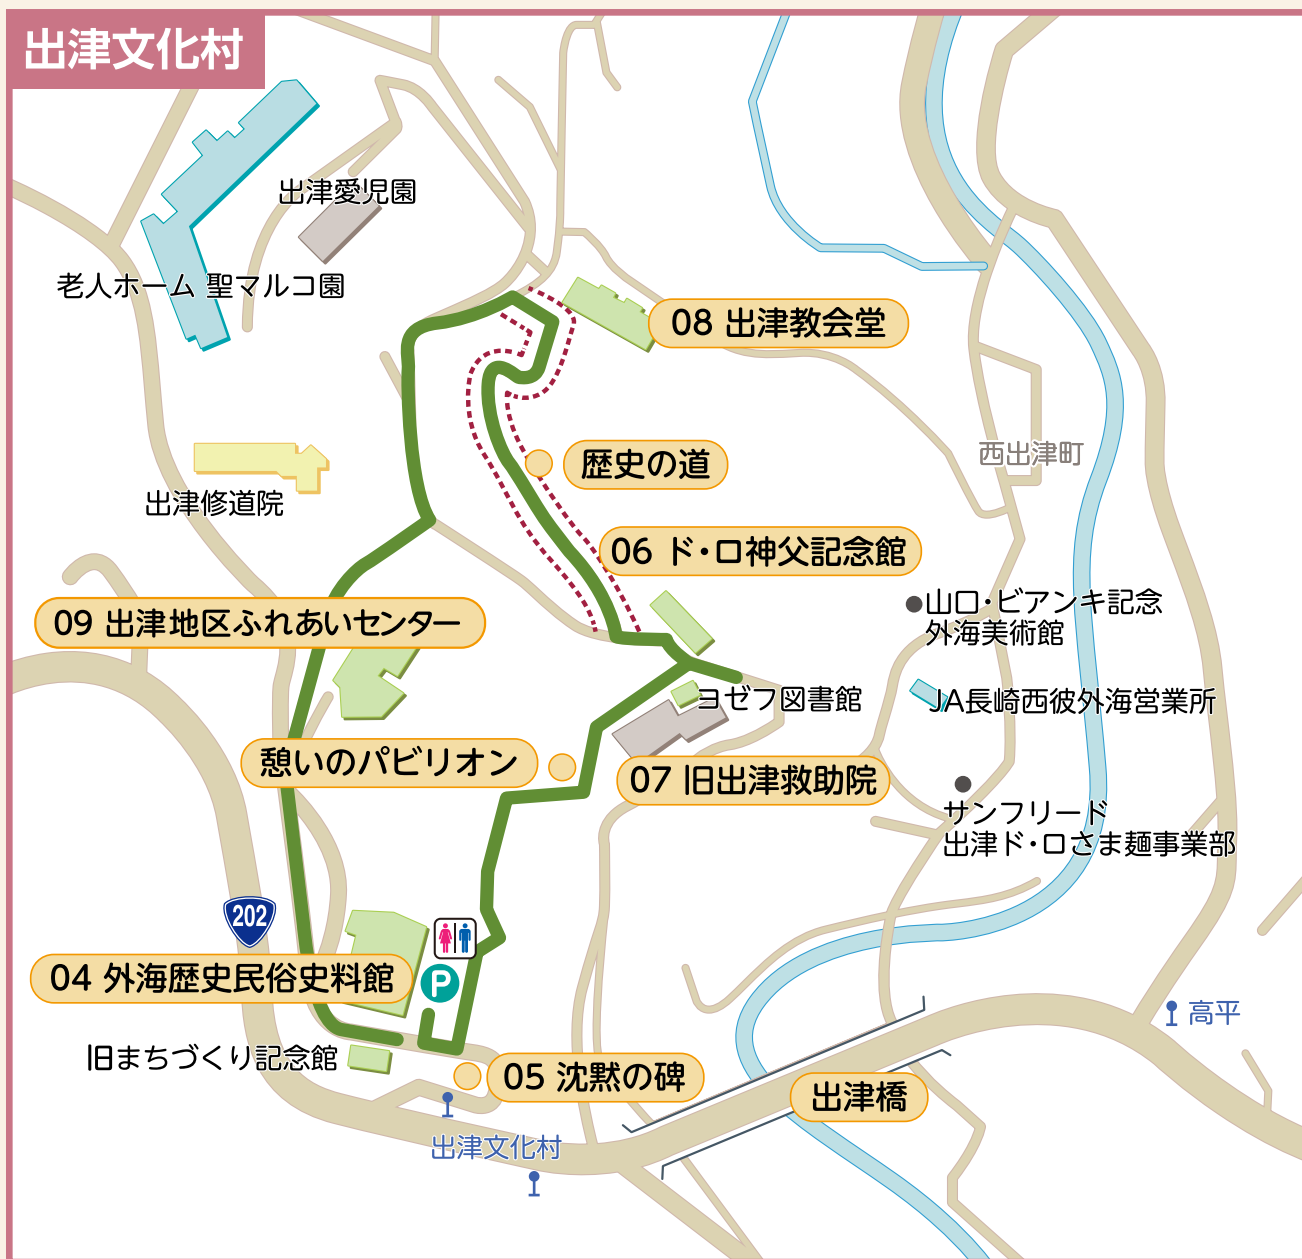 出津文化村
出津愛児園
老人ホーム 聖マルコ園
08 出津教会堂
西出津町
歴史の道
出津修道院
06 ド・ロ神父記念館
山口・ビアンキ記念
外海美術館
09 出津地区ふれあいセンター
ヨゼフ図書館
JA長崎西彼外海営業所
憩いのパビリオン
07 旧出津救助院
サンフリード
出津ド・ロさま麺事業部
202
04 外海歴史民俗史料館
P
高平
旧まちづくり記念館
05 沈黙の碑
出津橋
出津文化村